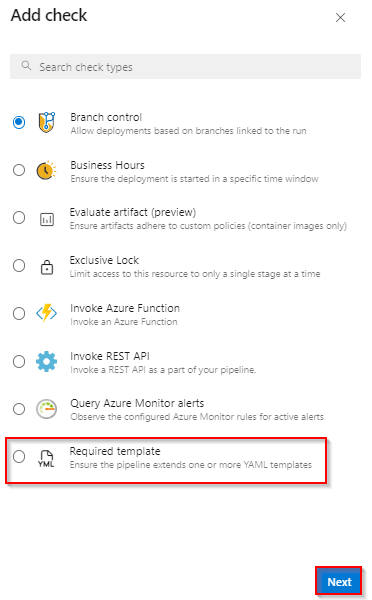 Add check
Search check types
Branch control
Allow deployments based on branches linked to the run
Business Hours
Ensure the deployment is started in a specific time window
Evaluate artifact (preview)
Ensure artifacts adhere to custom policies (container images only)
Exclusive Lock
Limit access to this resource to only a single stage at a time
Invoke Azure Function
Invoke an Azure Function
Invoke REST API
Invoke a REST API as a part of your pipeline.
Query Azure Monitor alerts
Observe the configured Azure Monitor rules for active alerts
Required template
YML
Ensure the pipeline extends one or more YAML templates
Next